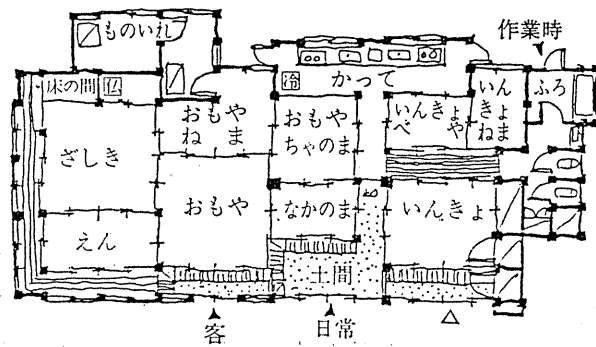 作業時
ものいれ
床の間
仏
冷
かって
いんきょねま
ふろ
おもやねま
おもやちゃのま
いんきょべや
ざしき
おもや
なかのま
いんきょ
えん
土間
客
日常